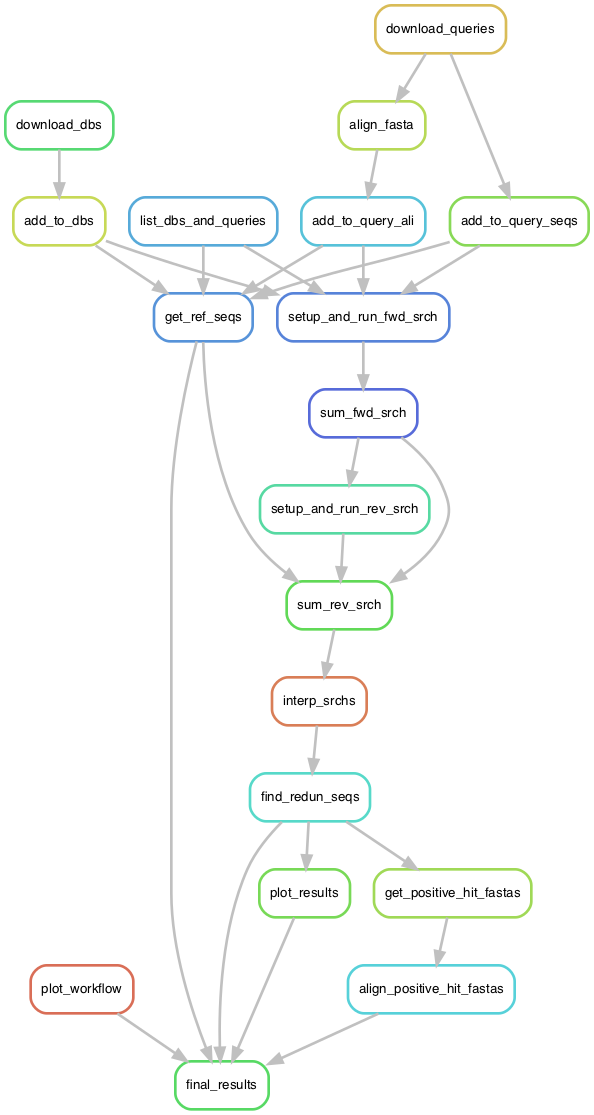 download_queries
download_dbs
align_fasta
add_to_dbs
list_dbs_and_queries
add_to_query_ali
add_to_query_seqs
get_ref_seqs
setup_and_run_fwd_srch
sum_fwd_srch
setup_and_run_rev_srch
sum_rev_srch
interp_srchs
find_redun_seqs
plot_results
get_positive_hit_fastas
plot_workflow
align_positive_hit_fastas
final_results